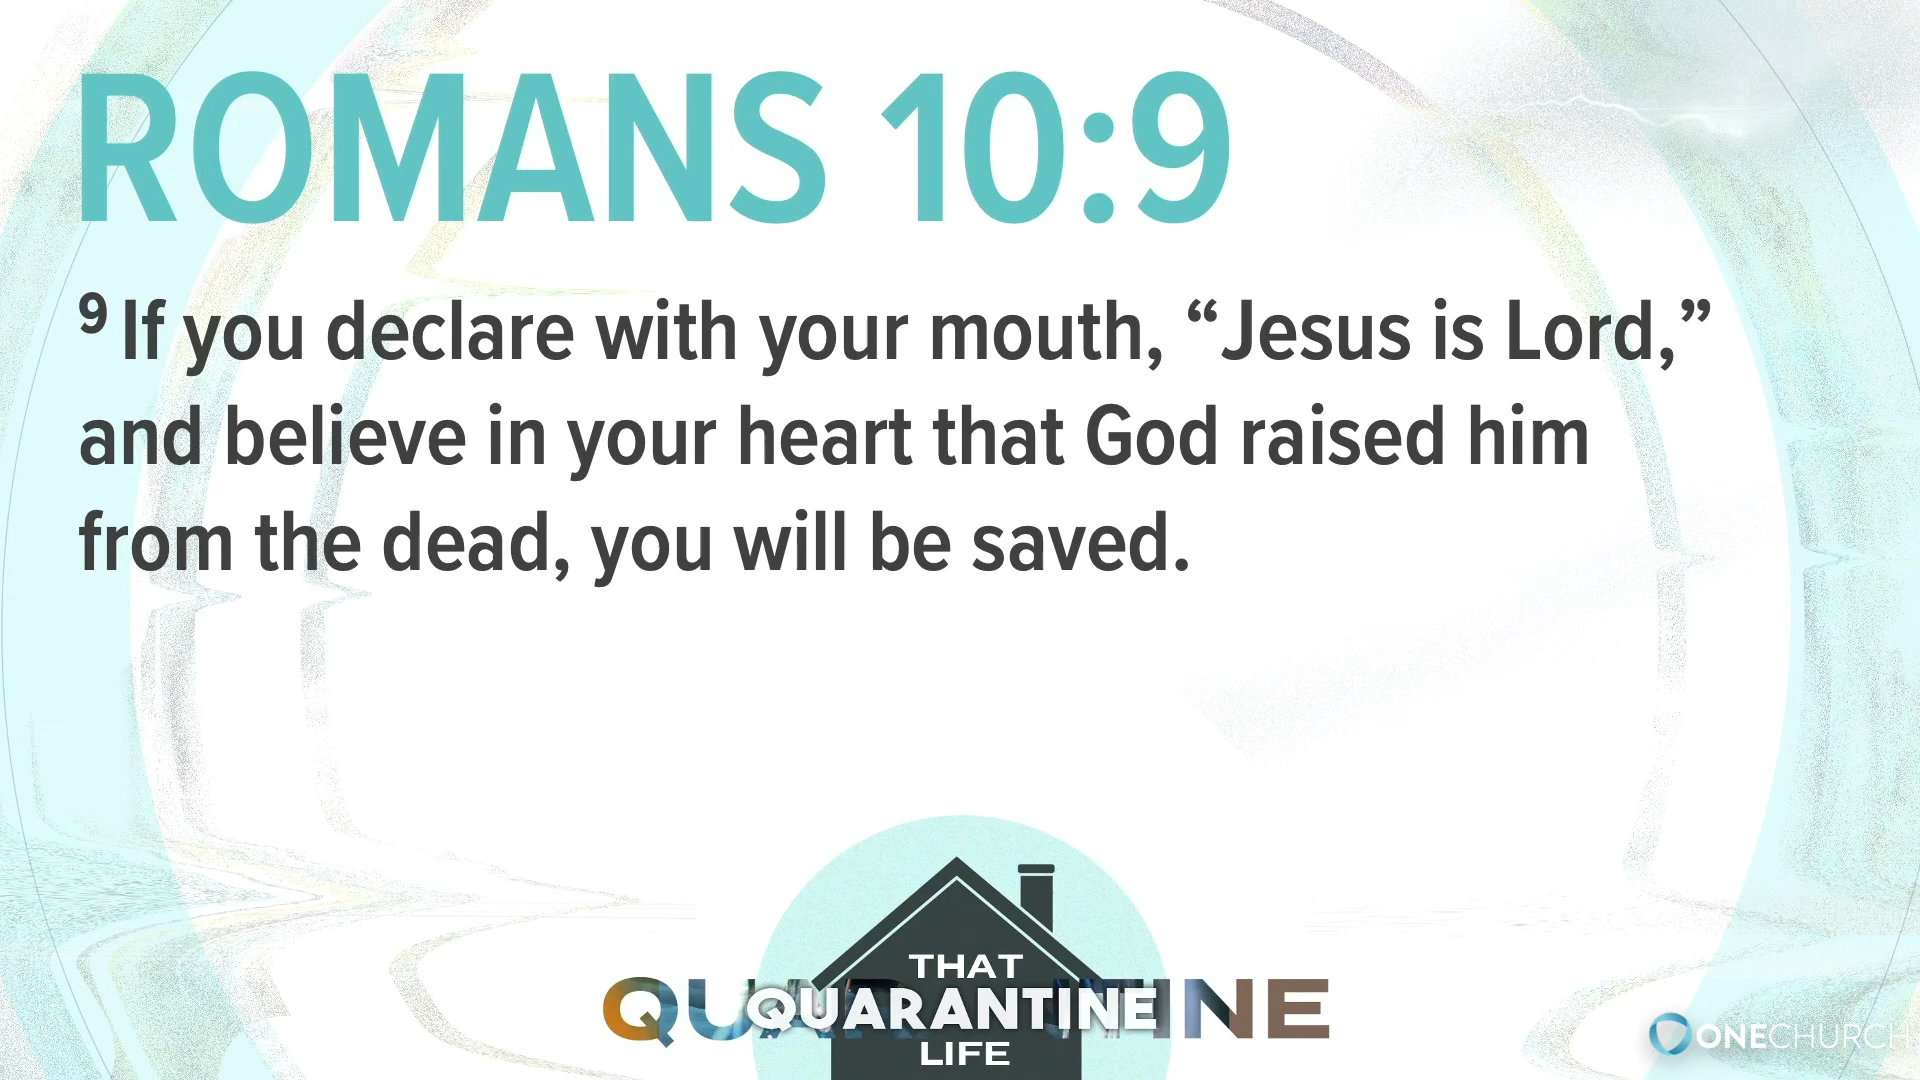 ROMANS 10:9
9 If you declare with your mouth, “Jesus is Lord,”
and believe in your heart that God raised him
from the dead, you will be saved.
THAT
QUARANTINE
QUARANTINE
LIFE
ONECHURCH